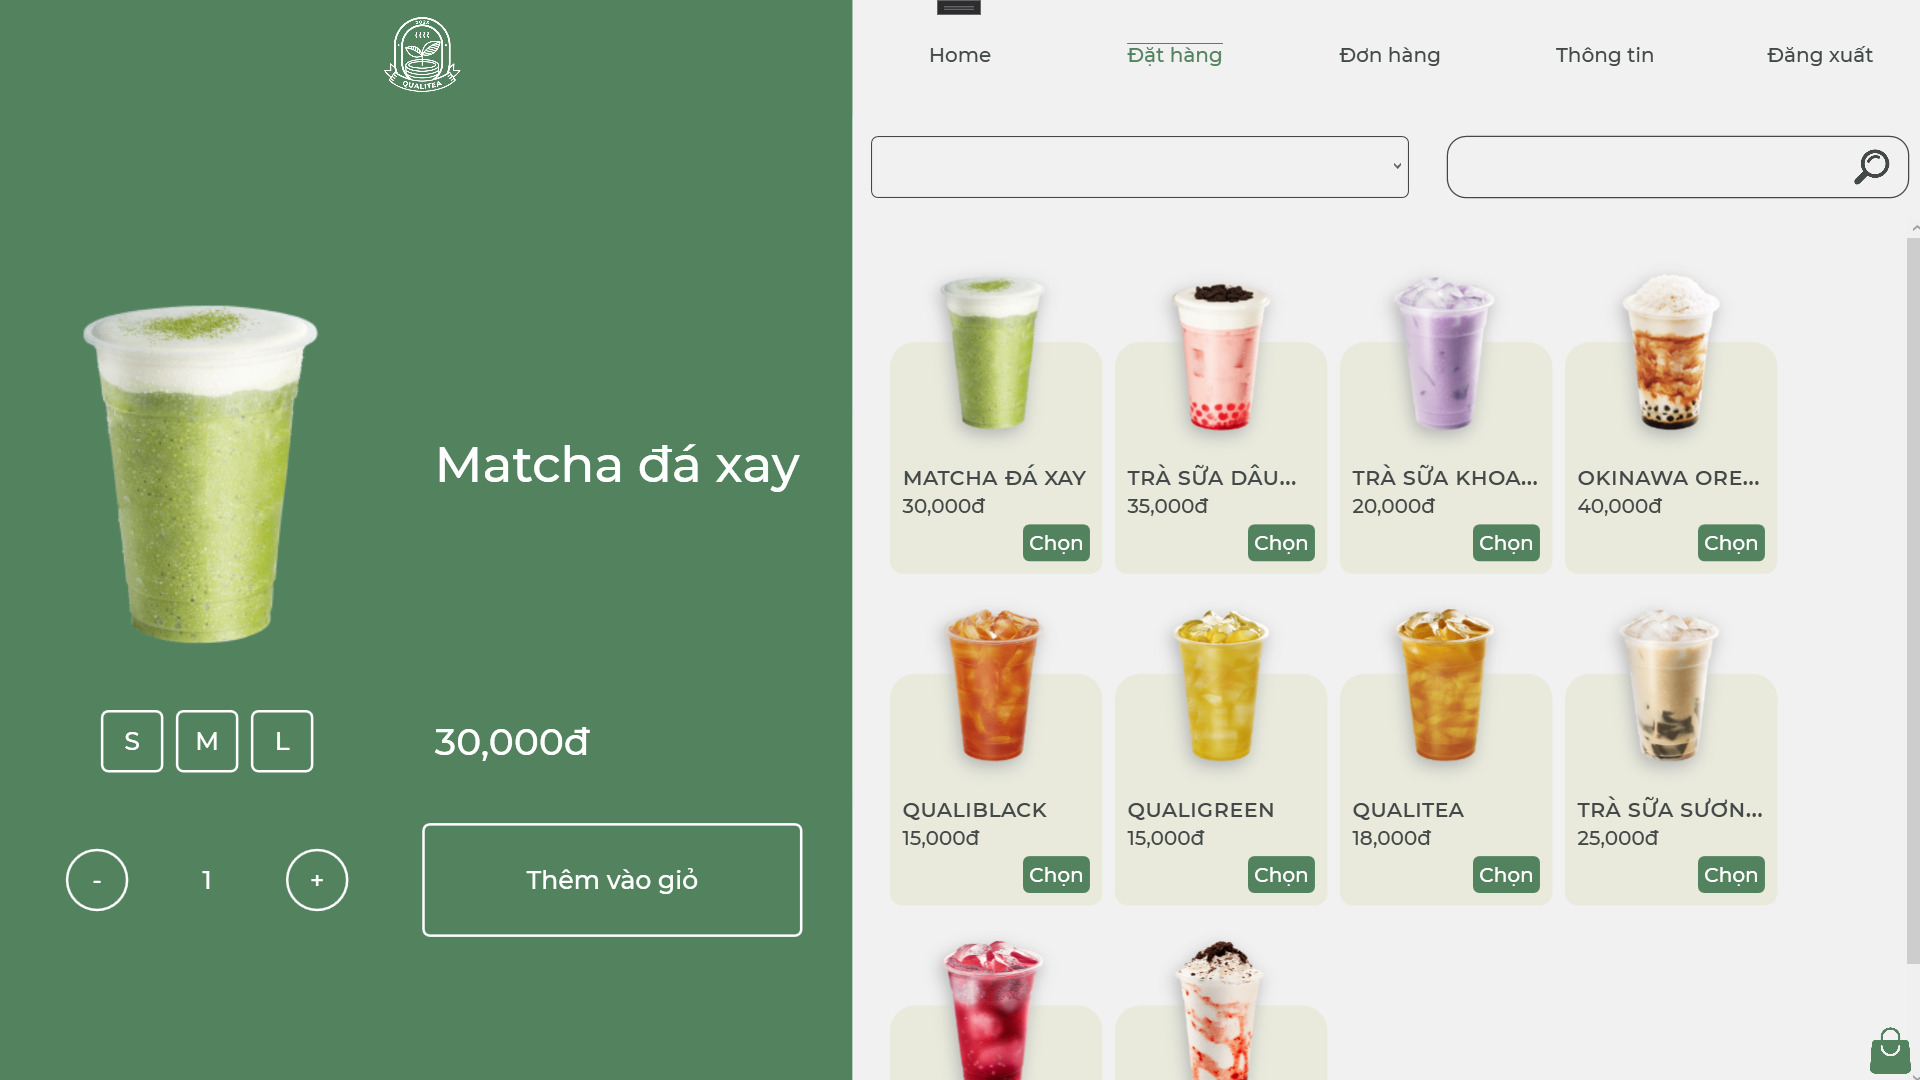 2024
QUALITEA
Home
Đặt hàng
Đơn hàng
Thông tin
Đăng xuất
Matcha đá xay
S
M
L
30,000đ
-
1
+
Thêm vào giỏ
MATCHA ĐÁ XAY
30,000đ
Chọn
TRÀ SỮA DÂU...
35,000đ
Chọn
TRÀ SỮA KHOA...
20,000đ
Chọn
OKINAWA ORE...
40,000đ
Chọn
QUALIBLACK
15,000đ
Chọn
QUALIGREEN
15,000đ
Chọn
QUALITEA
18,000đ
Chọn
TRÀ SỮA SƯƠN...
25,000đ
Chọn